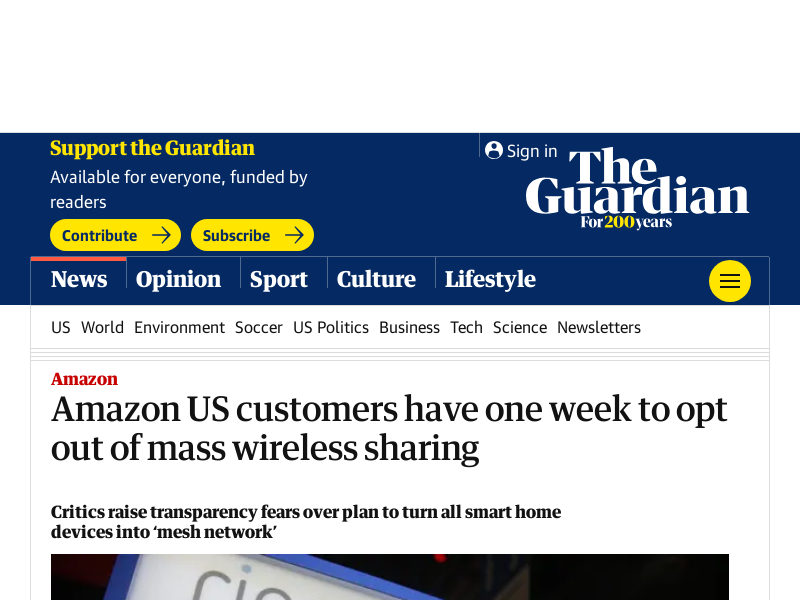 Support the Guardian
Available for everyone, funded by
readers
Contribute
Subscribe
Sign in
The
Guardian
For 200 years
News
Opinion
Sport
Culture
Lifestyle
US
World
Environment
Soccer
US Politics
Business
Tech
Science
Newsletters
Amazon
Amazon US customers have one week to opt
out of mass wireless sharing
Critics raise transparency fears over plan to turn all smart home
devices into ‘mesh network’